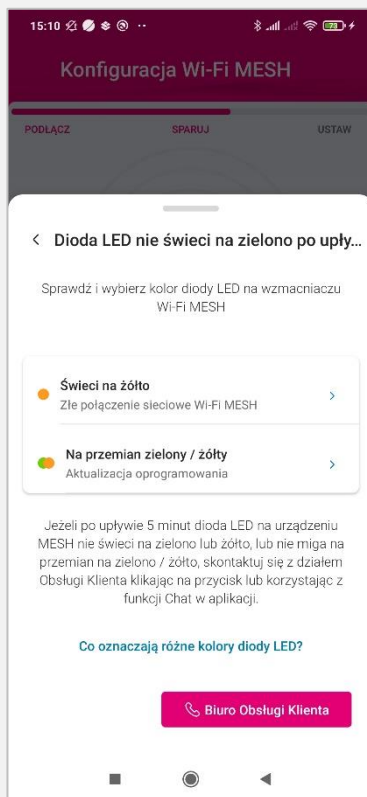 15:10
73
Konfiguracja Wi-Fi MESH
PODŁĄCZ SPARUJ USTAW
Dioda LED nie świeci na zielono po upły...
Sprawdź i wybierz kolor diody LED na wzmacniaczu
Wi-Fi MESH
Świeci na żółto
Złe połączenie sieciowe Wi-Fi MESH
Na przemian zielony / żółty
Aktualizacja oprogramowania
Jeżeli po upływie 5 minut dioda LED na urządzeniu
MESH nie świeci na zielono lub żółto, lub nie miga na
przemian na zielono / żółto, skontaktuj się z działem
Obsługi Klienta klikając na przycisk lub korzystając z
funkcji Chat w aplikacji.
Co oznaczają różne kolory diody LED?
Biuro Obsługi Klienta